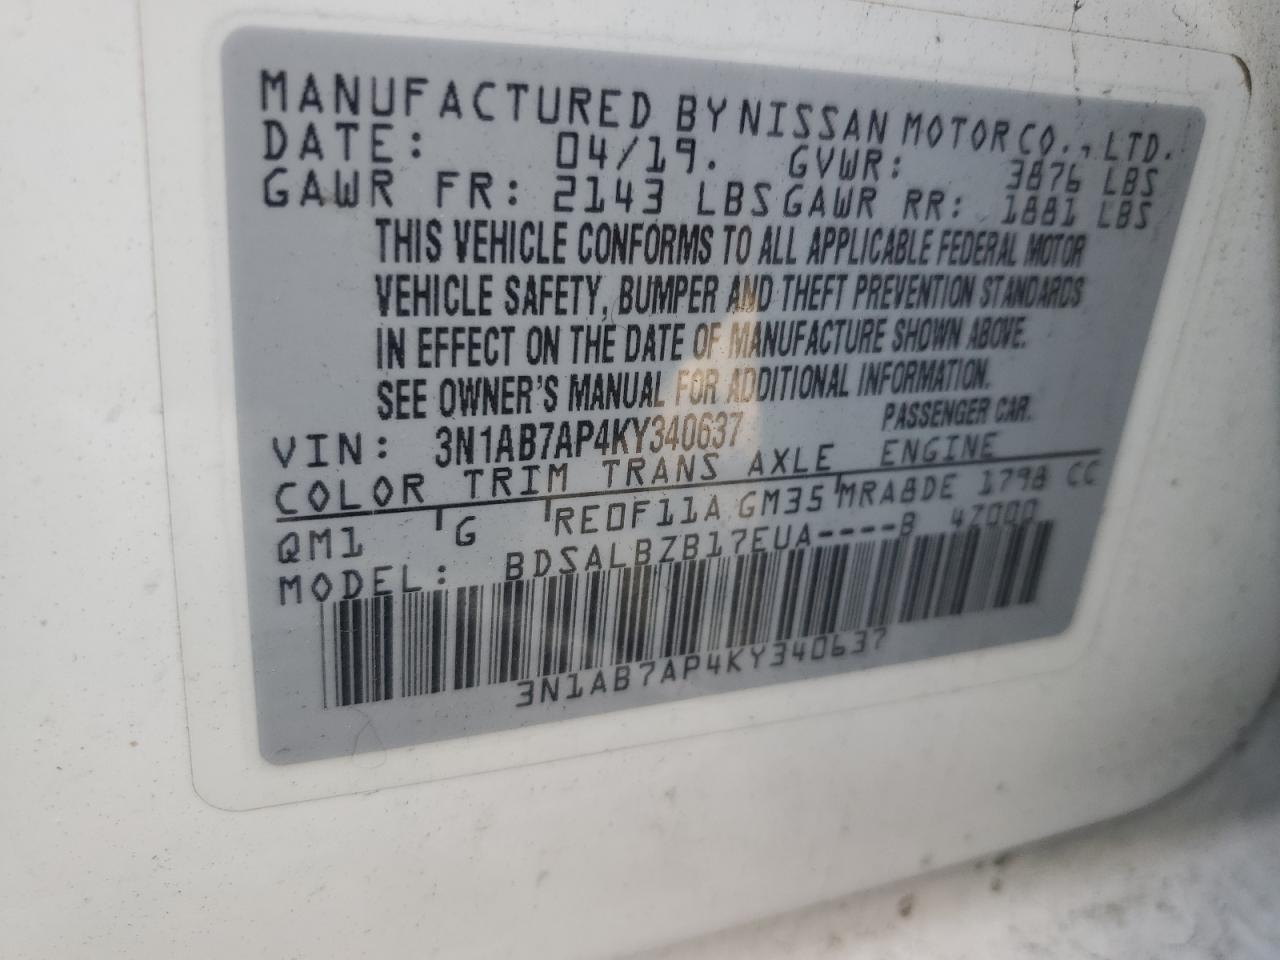 MANUFACTURED BY NISSAN MOTOR CO., LTD.
DATE: 04/19. GVWR: 3876 LBS
GAWR FR: 2143 LBS GAWR RR: 1881 LBS
THIS VEHICLE CONFORMS TO ALL APPLICABLE FEDERAL MOTOR
VEHICLE SAFETY, BUMPER AND THEFT PREVENTION STANDARDS
IN EFFECT ON THE DATE OF MANUFACTURE SHOWN ABOVE.
SEE OWNER'S MANUAL FOR ADDITIONAL INFORMATION.
VIN: 3N1AB7AP4KY340637 PASSENGER CAR.
COLOR TRIM TRANS AXLE ENGINE
QM1 G RE0F11A GM35 MRA8DE 1798 CC
MODEL: BDSALBZB17EUA----B 47000
3N1AB7AP4KY340637